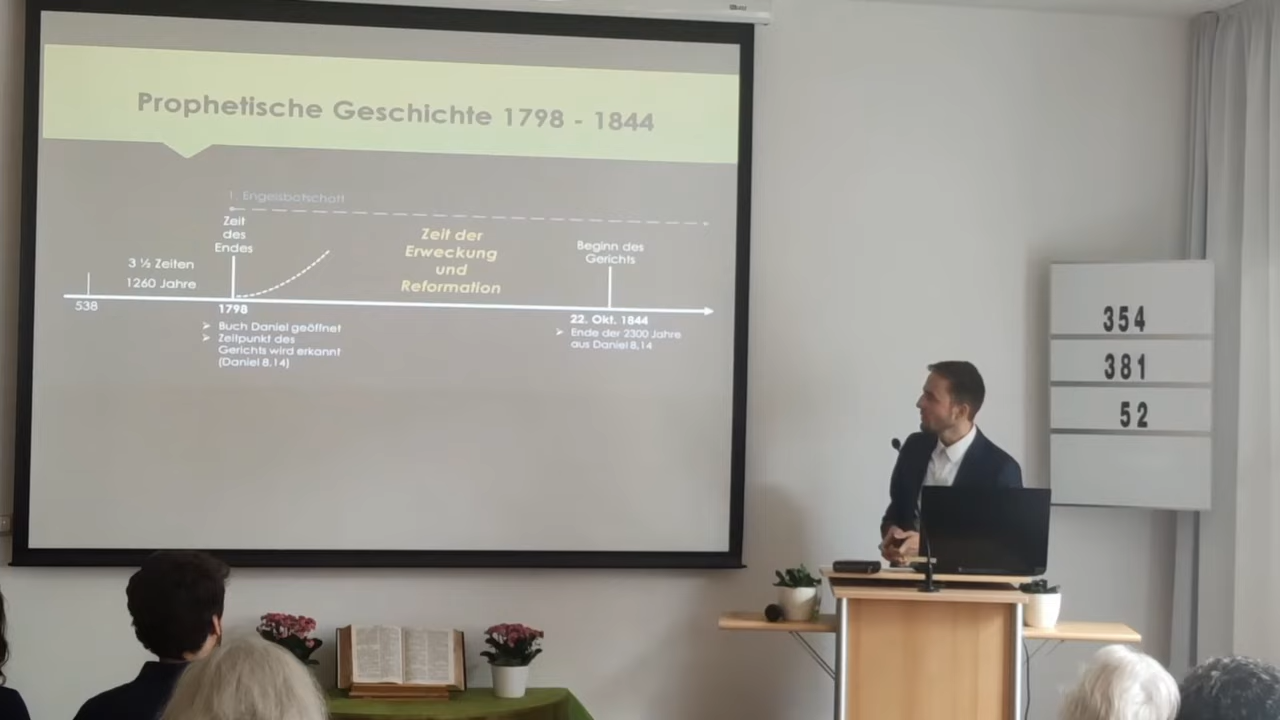 Prophetische Geschichte 1798 - 1844
1. Engelsbotschaft
Zeit
des
Endes
3 ½ Zeiten
1260 Jahre
Zeit der
Erweckung
und
Reformation
Beginn des
Gerichts
538
1798
➢ Buch Daniel geöffnet
➢ Zeitpunkt des
Gerichts wird erkannt
(Daniel 8,14)
22. Okt. 1844
➢ Ende der 2300 Jahre
aus Daniel 8,14
354
381
52